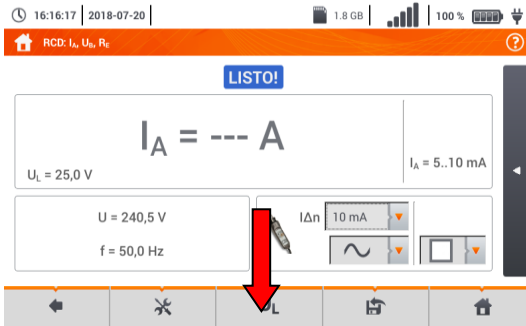 16:16:17 2018-07-20 1.8 GB 100 %
RCD: IA, UB, RE
LISTO!
IA = --- A
UL = 25,0 V
IA = 5..10 mA
U = 240,5 V
f = 50,0 Hz
IΔn 10 mA